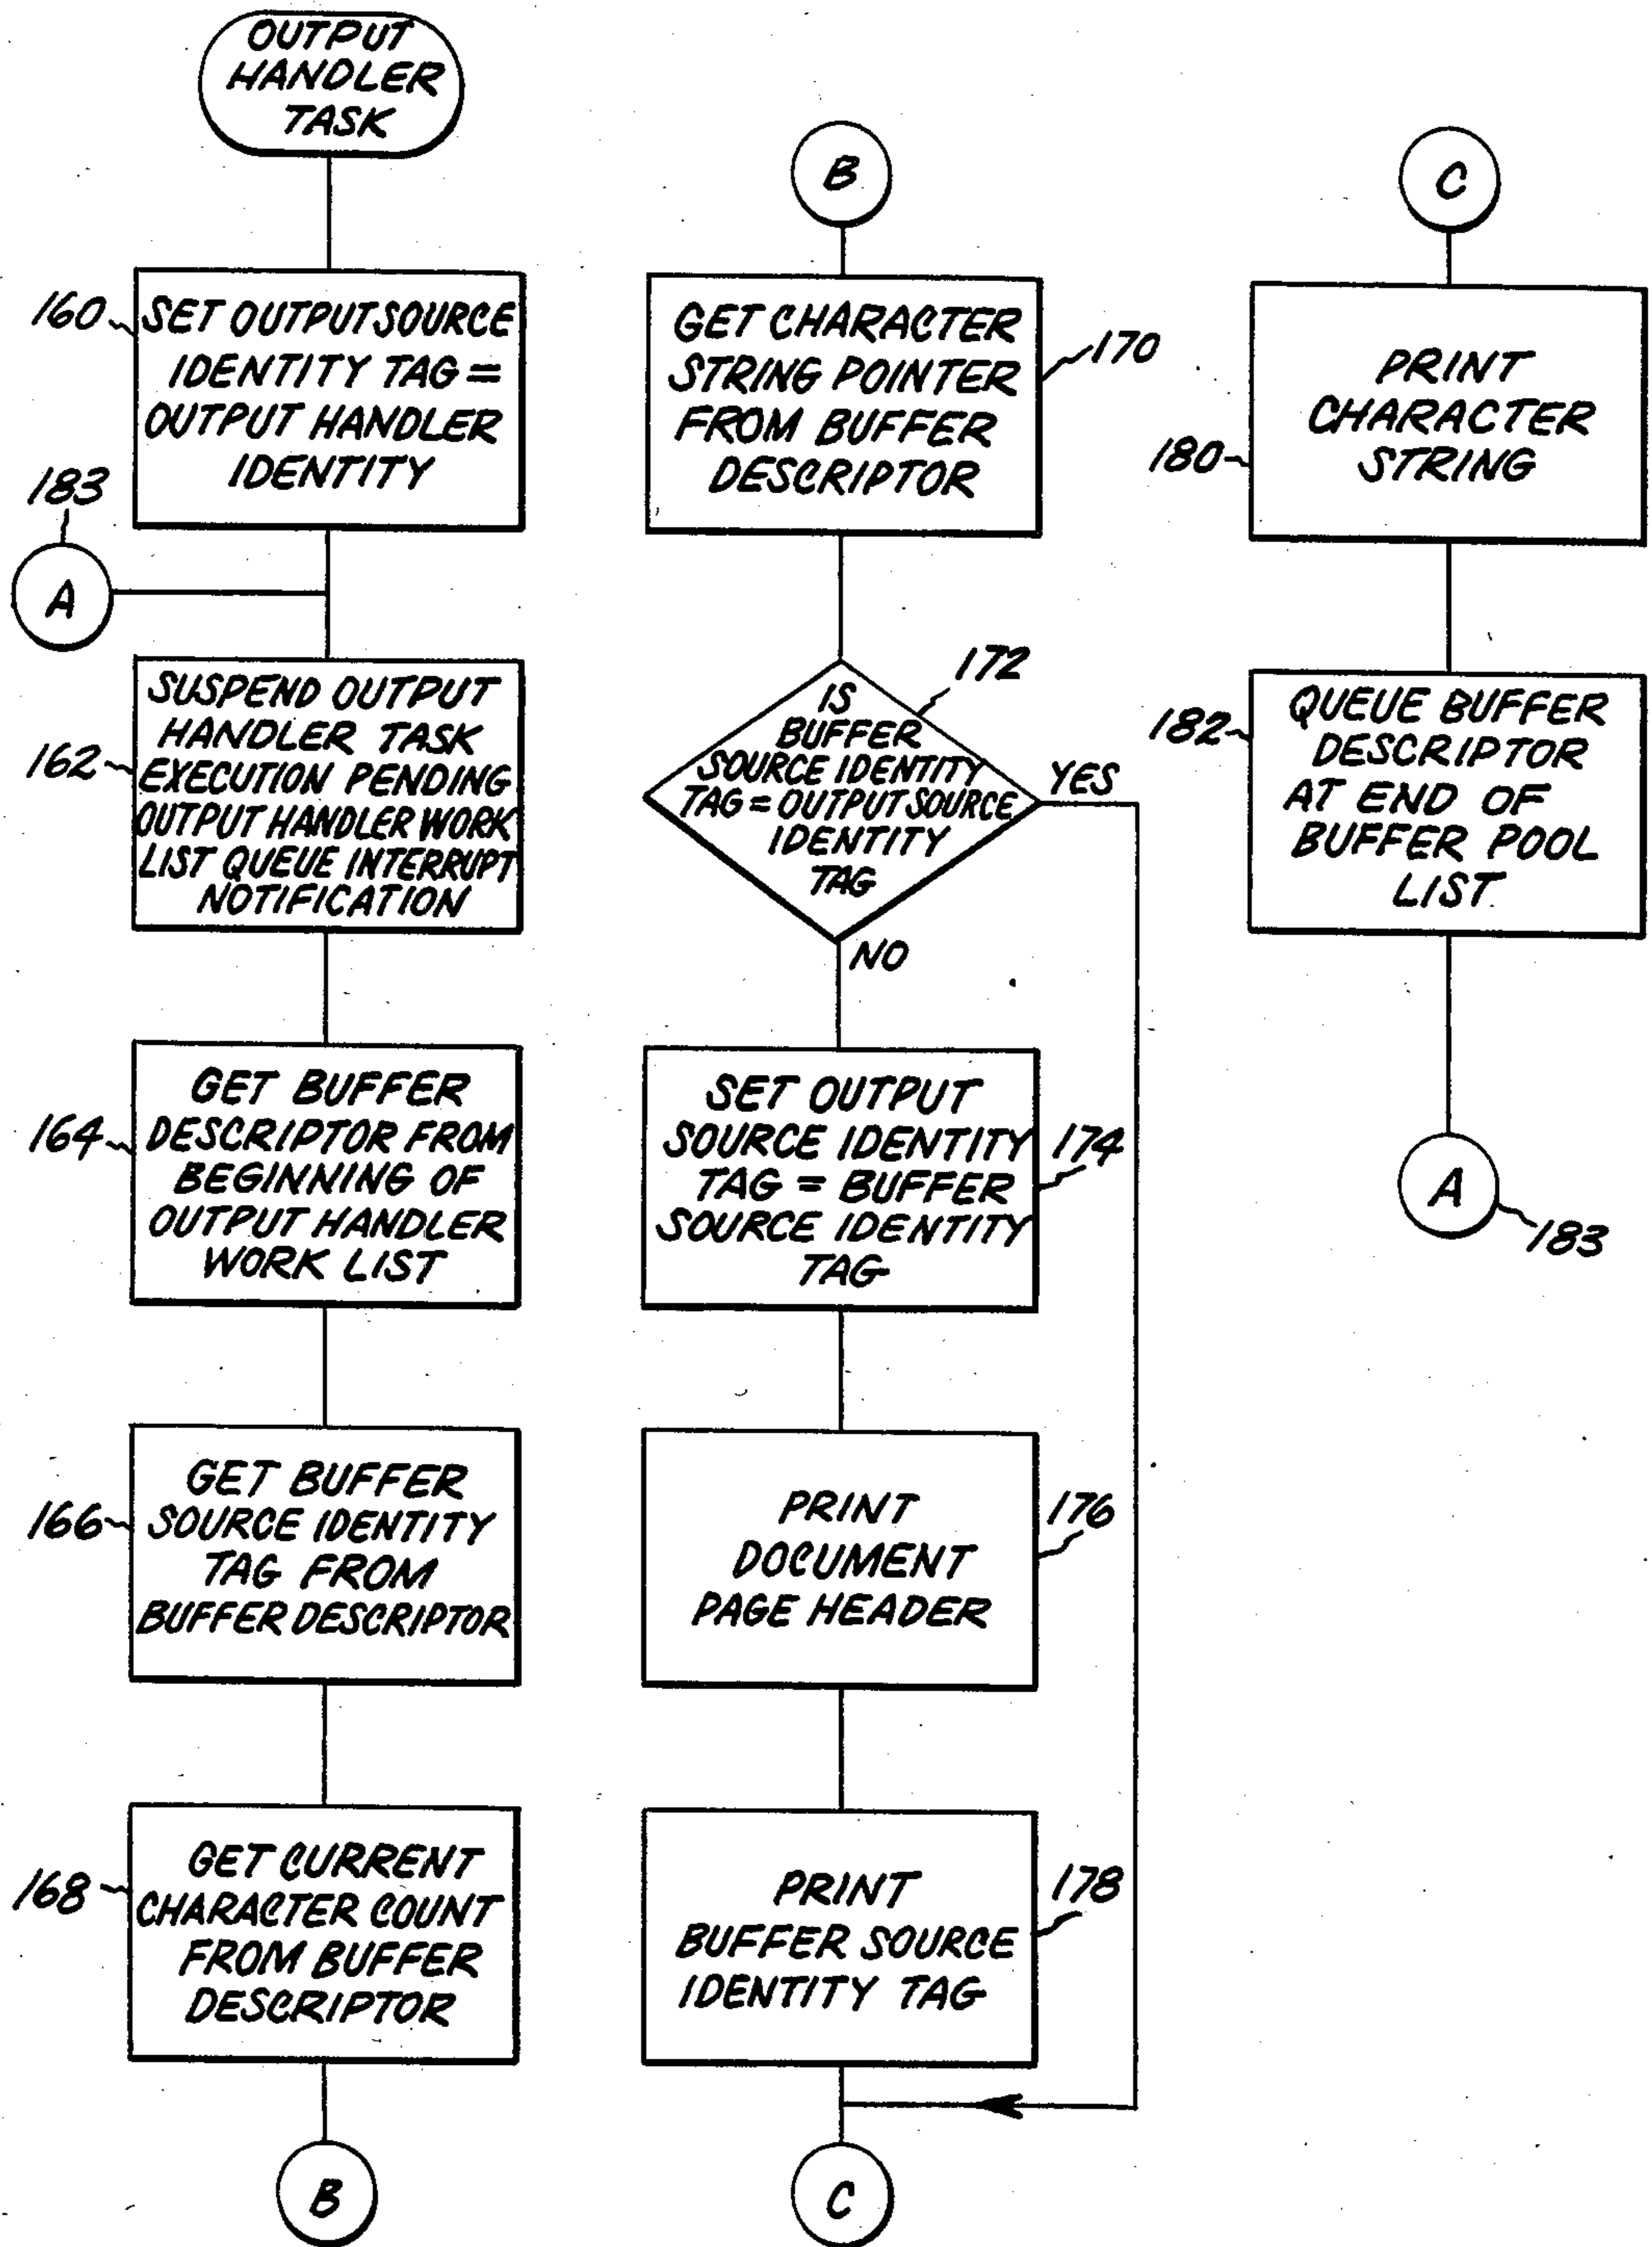 OUTPUT
HANDLER
TASK
160
SET OUTPUT SOURCE
IDENTITY TAG =
OUTPUT HANDLER
IDENTITY
183
A
162
SUSPEND OUTPUT
HANDLER TASK
EXECUTION PENDING
OUTPUT HANDLER WORK
LIST QUEUE INTERRUPT
NOTIFICATION
164
GET BUFFER
DESCRIPTOR FROM
BEGINNING OF
OUTPUT HANDLER
WORK LIST
166
GET BUFFER
SOURCE IDENTITY
TAG FROM
BUFFER DESCRIPTOR
168
GET CURRENT
CHARACTER COUNT
FROM BUFFER
DESCRIPTOR
B
B
GET CHARACTER
STRING POINTER
FROM BUFFER
DESCRIPTOR
170
172
IS
BUFFER
SOURCE IDENTITY
TAG = OUTPUT SOURCE
IDENTITY
TAG
YES
NO
SET OUTPUT
SOURCE IDENTITY
TAG = BUFFER
SOURCE IDENTITY
TAG
174
PRINT
DOCUMENT
PAGE HEADER
176
PRINT
BUFFER SOURCE
IDENTITY TAG
178
C
C
PRINT
CHARACTER
STRING
180
182
QUEUE BUFFER
DESCRIPTOR
AT END OF
BUFFER POOL
LIST
A
183